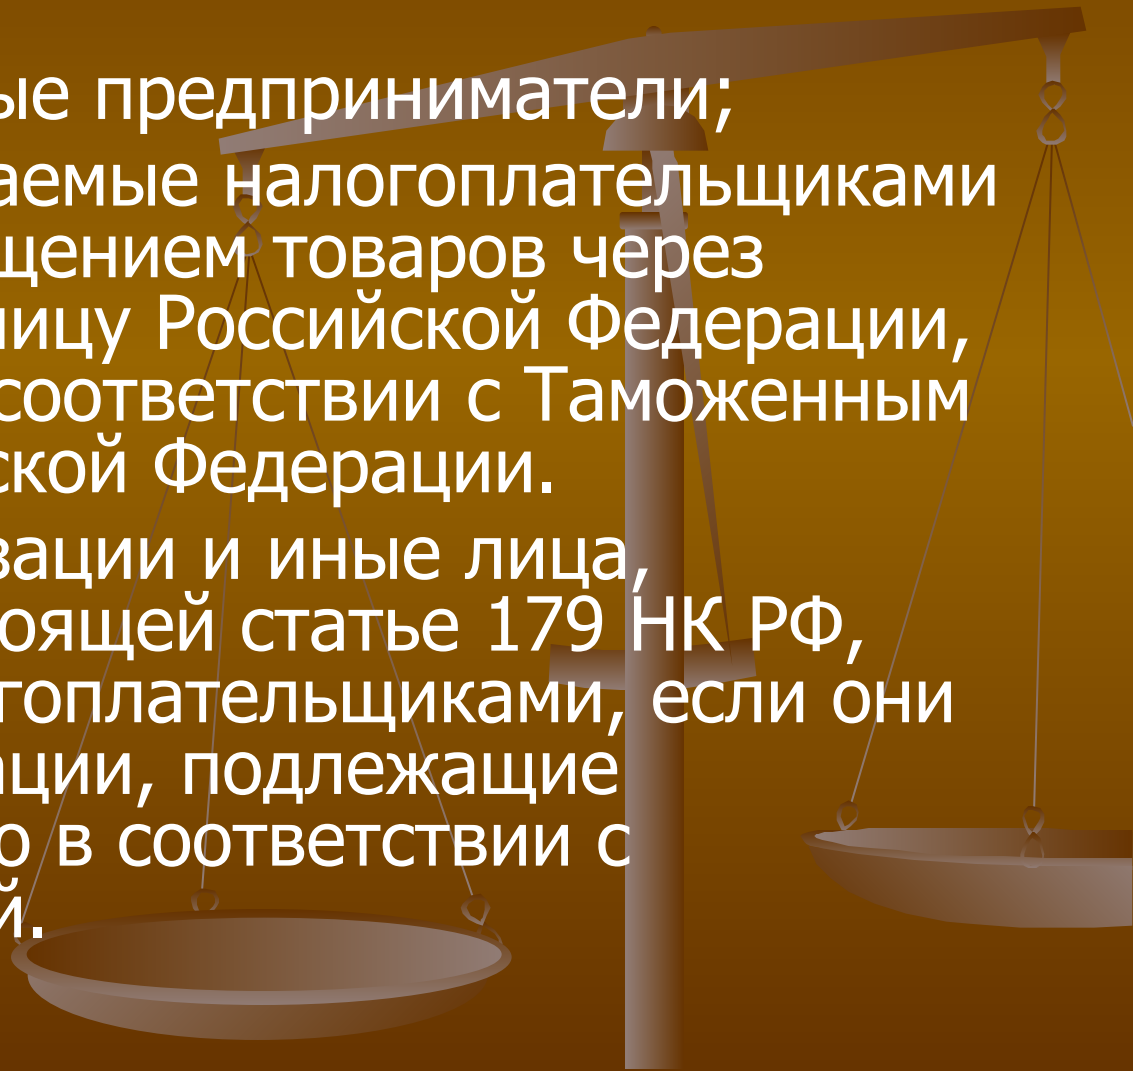 ые предприниматели;
аемые налогоплательщиками
щением товаров через
ницу Российской Федерации,
соответствии с Таможенным
ской Федерации.
зации и иные лица,
оящей статье 179 НК РФ,
гоплательщиками, если они
ации, подлежащие
ю в соответствии с
й.